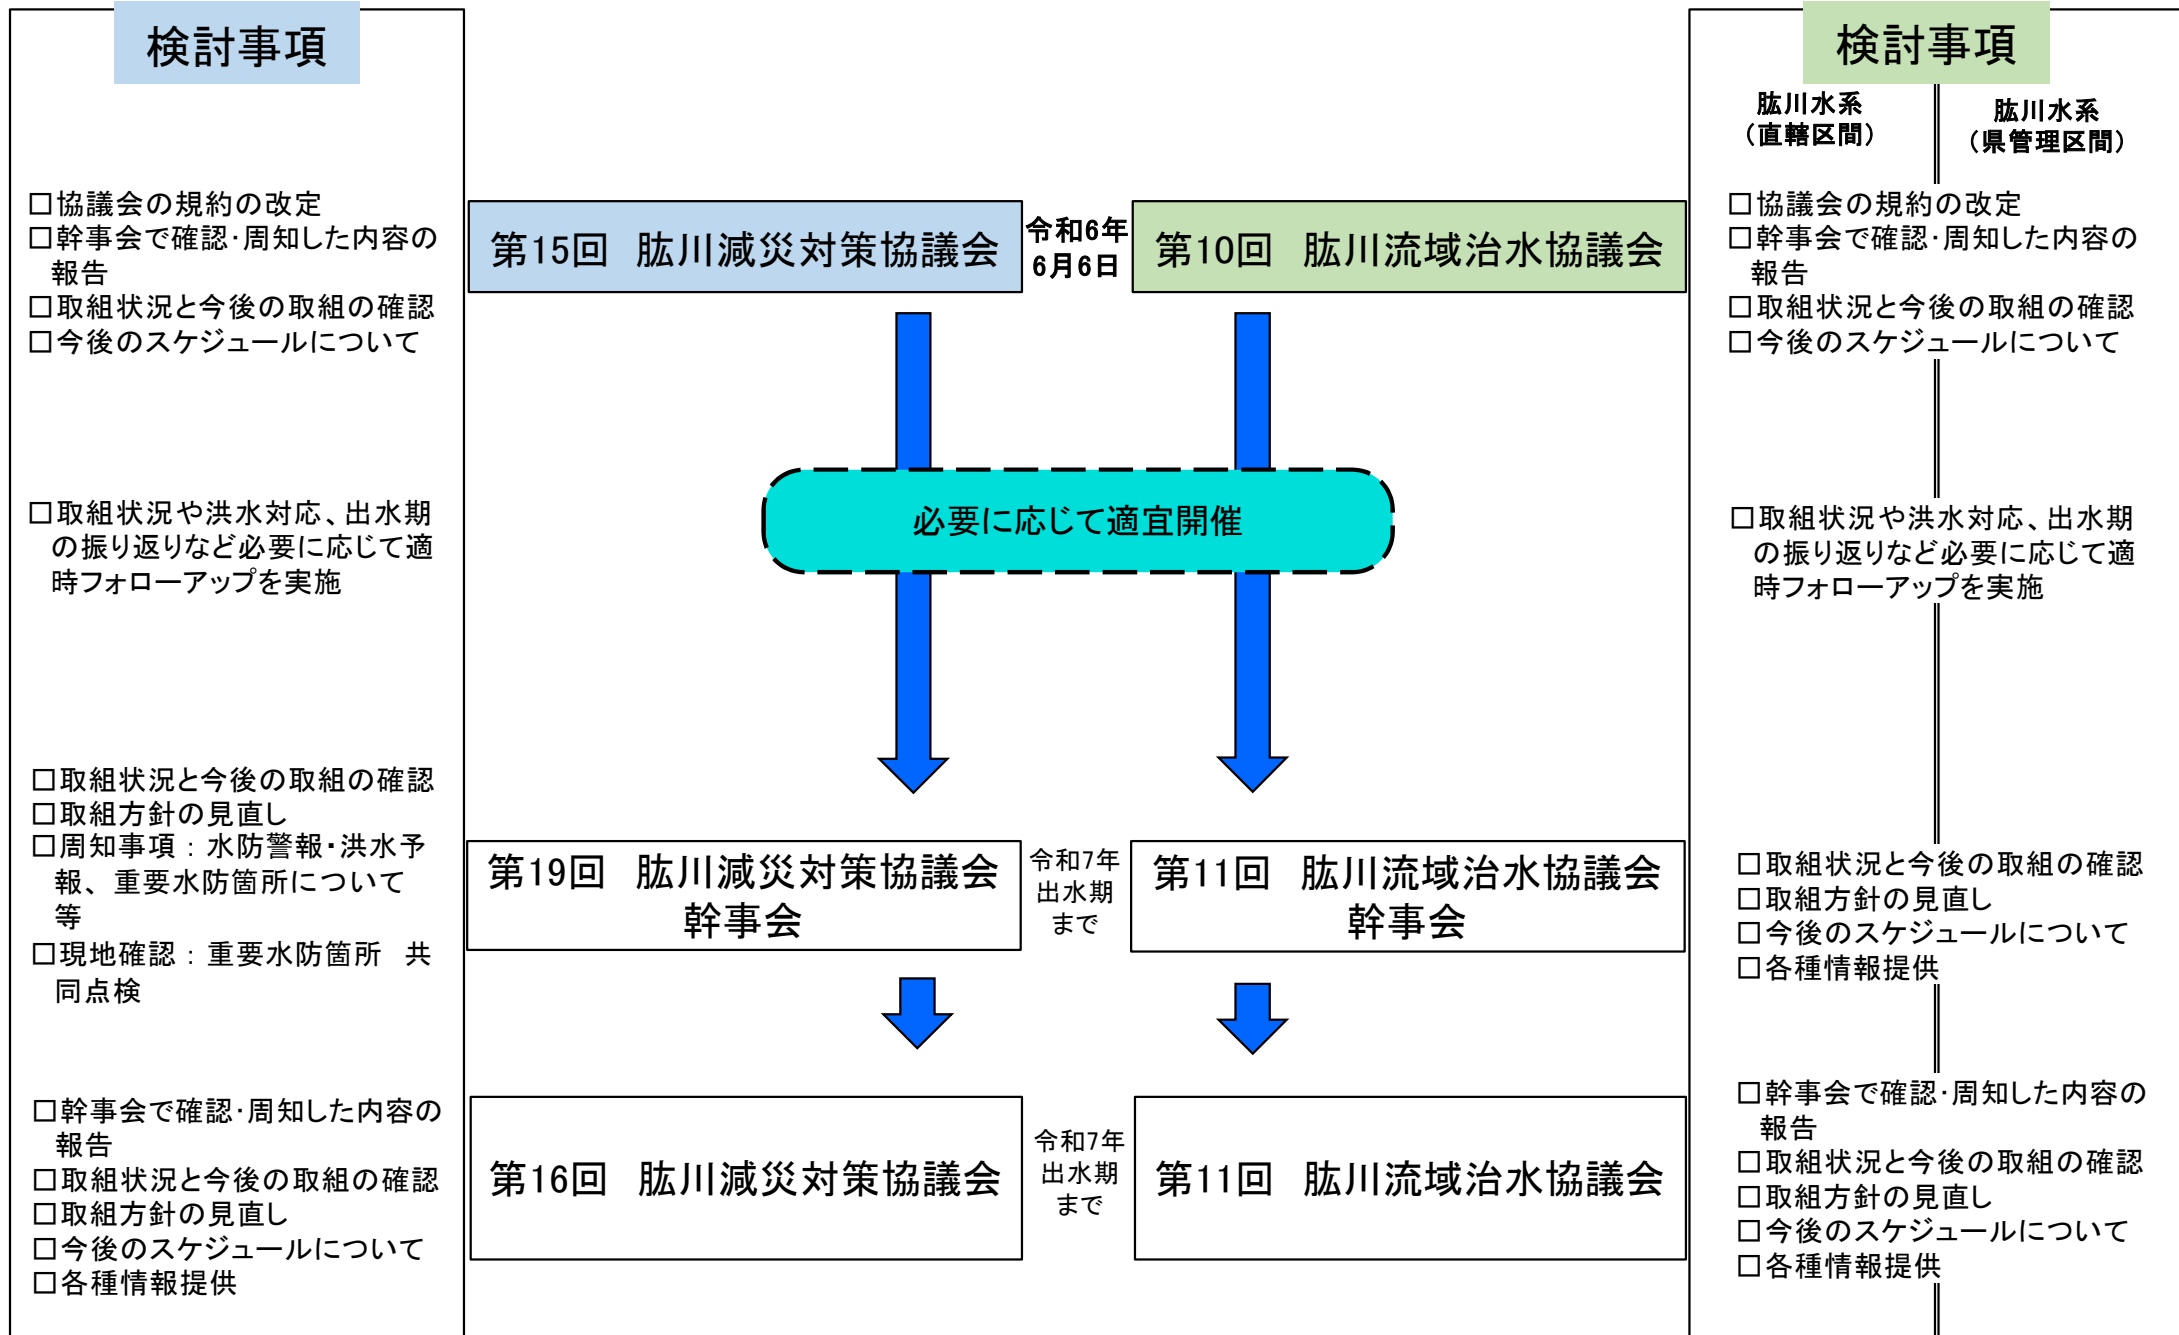 検討事項
□協議会の規約の改定
□幹事会で確認･周知した内容の
報告
□取組状況と今後の取組の確認
□今後のスケジュールについて
□取組状況や洪水対応、出水期
の振り返りなど必要に応じて適
時フォローアップを実施
□取組状況と今後の取組の確認
□取組方針の見直し
□周知事項：水防警報・洪水予
報、重要水防箇所について
等
□現地確認：重要水防箇所　共
同点検
□幹事会で確認･周知した内容の
報告
□取組状況と今後の取組の確認
□取組方針の見直し
□今後のスケジュールについて
□各種情報提供
第15回　肱川減災対策協議会
令和6年
6月6日
第10回　肱川流域治水協議会
必要に応じて適宜開催
第19回　肱川減災対策協議会
幹事会
令和7年
出水期
まで
第11回　肱川流域治水協議会
幹事会
第16回　肱川減災対策協議会
令和7年
出水期
まで
第11回　肱川流域治水協議会
検討事項
肱川水系
（直轄区間）
肱川水系
（県管理区間）
□協議会の規約の改定
□幹事会で確認･周知した内容の
報告
□取組状況と今後の取組の確認
□今後のスケジュールについて
□取組状況や洪水対応、出水期
の振り返りなど必要に応じて適
時フォローアップを実施
□取組状況と今後の取組の確認
□取組方針の見直し
□今後のスケジュールについて
□各種情報提供
□幹事会で確認･周知した内容の
報告
□取組状況と今後の取組の確認
□取組方針の見直し
□今後のスケジュールについて
□各種情報提供